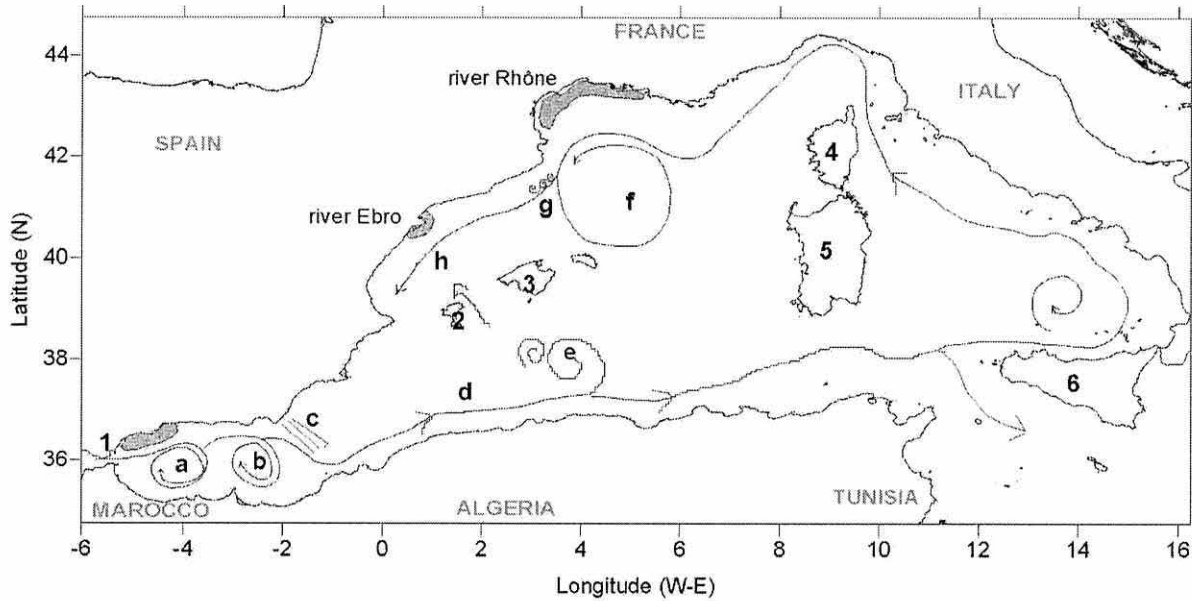 44
42
40
38
36
Latitude (N)
FRANCE
river Rhône
ITALY
SPAIN
4
f
g
river Ebro
h
5
3
2
e
d
6
c
1
a
b
MAROCCO
ALGERIA
TUNISIA
-6
-4
-2
0
2
4
6
8
10
12
14
16
Longitude (W-E)